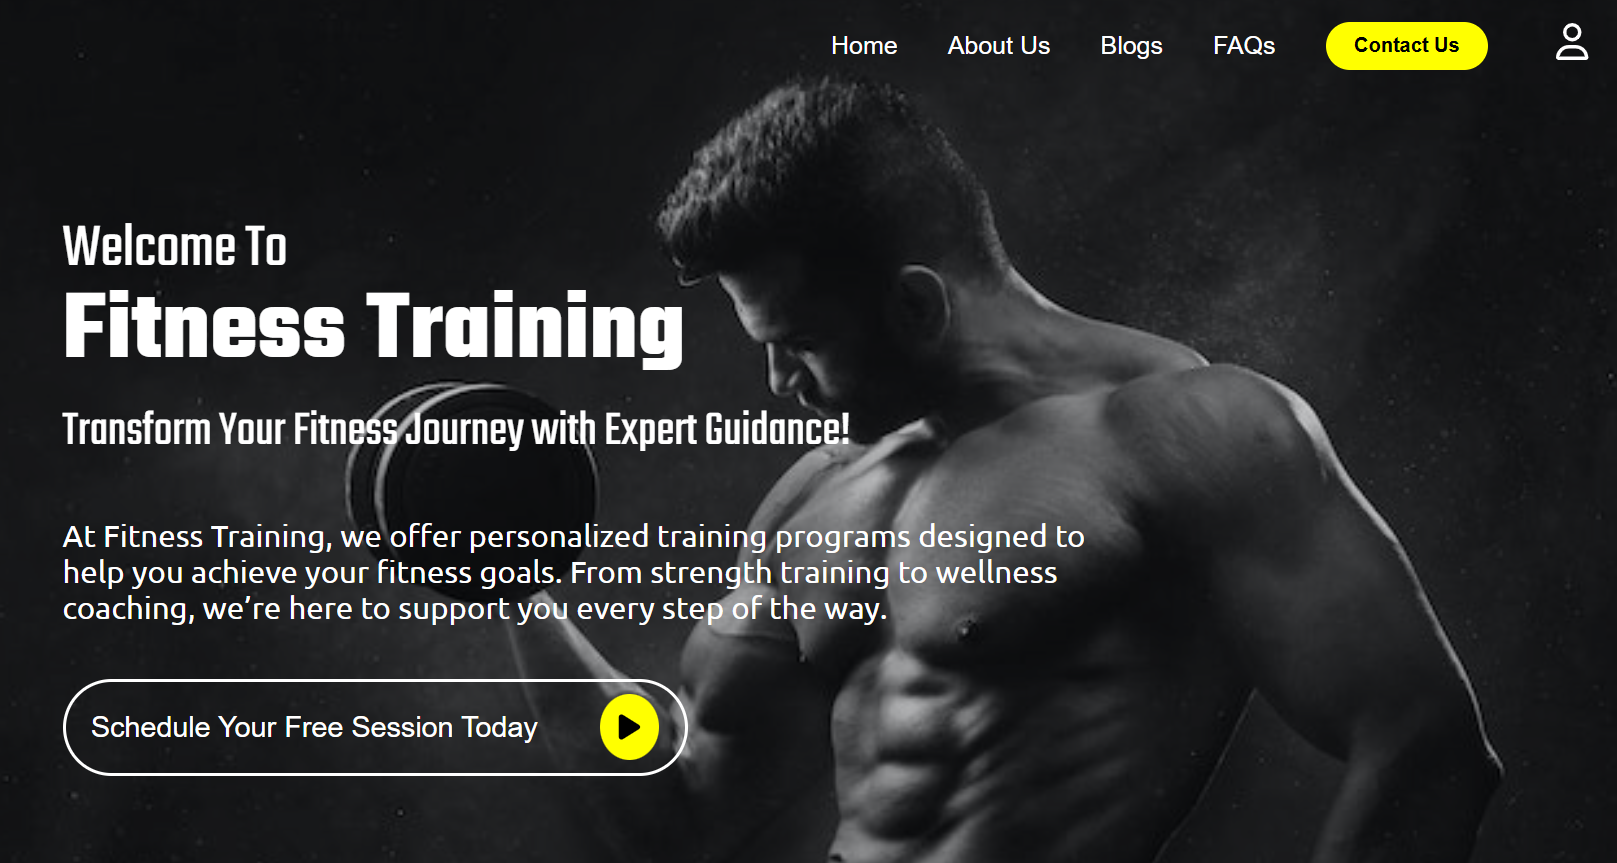 Home About Us Blogs FAQs Contact Us
Welcome To
Fitness Training
Transform Your Fitness Journey with Expert Guidance!
At Fitness Training, we offer personalized training programs designed to
help you achieve your fitness goals. From strength training to wellness
coaching, we’re here to support you every step of the way.
Schedule Your Free Session Today